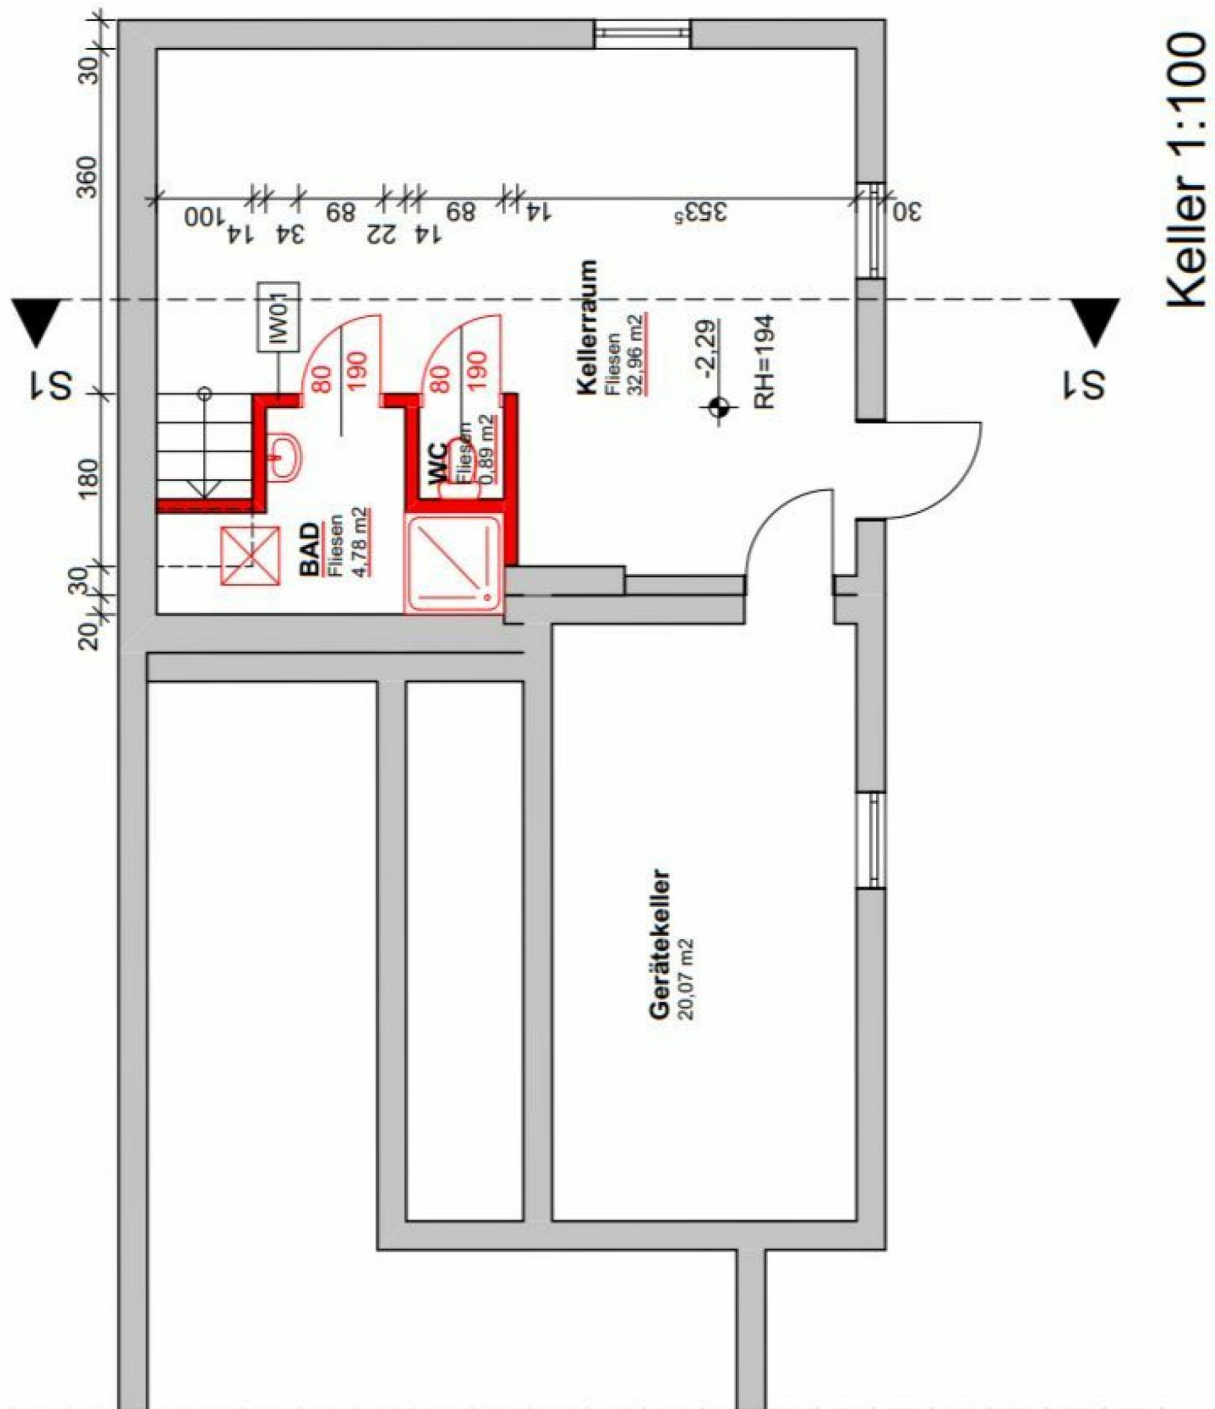 Keller 1:100
30
360
180
30
20
100
14
34
89
22
14
89
14
353⁵
30
S1
S1
IW01
80
190
80
190
Kellerraum
Fliesen
32,96 m2
-2,29
RH=194
WC
Fliesen
0,89 m2
BAD
Fliesen
4,78 m2
Gerätekeller
20,07 m2